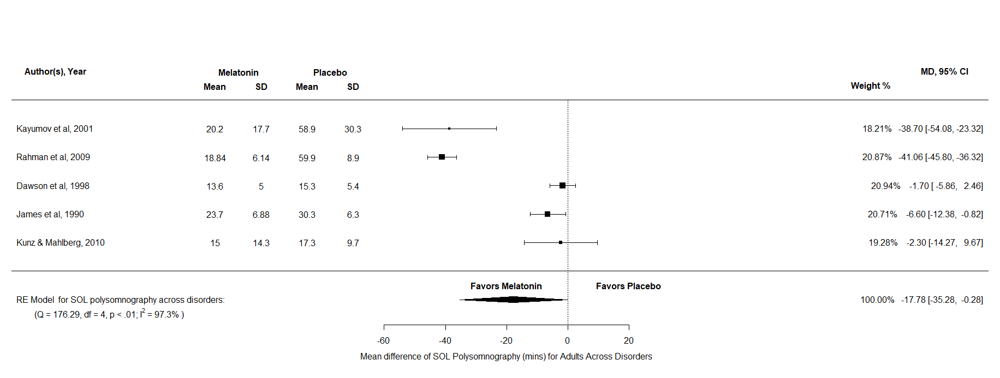 Author(s), Year Melatonin Placebo MD, 95% CI
Mean SD Mean SD Weight %
Kayumov et al, 2001 20.2 17.7 58.9 30.3 18.21% -38.70 [-54.08, -23.32]
Rahman et al, 2009 18.84 6.14 59.9 8.9 20.87% -41.06 [-45.80, -36.32]
Dawson et al, 1998 13.6 5 15.3 5.4 20.94% -1.70 [ -5.86, 2.46]
James et al, 1990 23.7 6.88 30.3 6.3 20.71% -6.60 [-12.38, -0.82]
Kunz & Mahlberg, 2010 15 14.3 17.3 9.7 19.28% -2.30 [-14.27, 9.67]
Favors Melatonin Favors Placebo
RE Model for SOL polysomnography across disorders: 100.00% -17.78 [-35.28, -0.28]
(Q = 176.29, df = 4, p < .01; I² = 97.3% )
-60 -40 -20 0 20
Mean difference of SOL Polysomnography (mins) for Adults Across Disorders